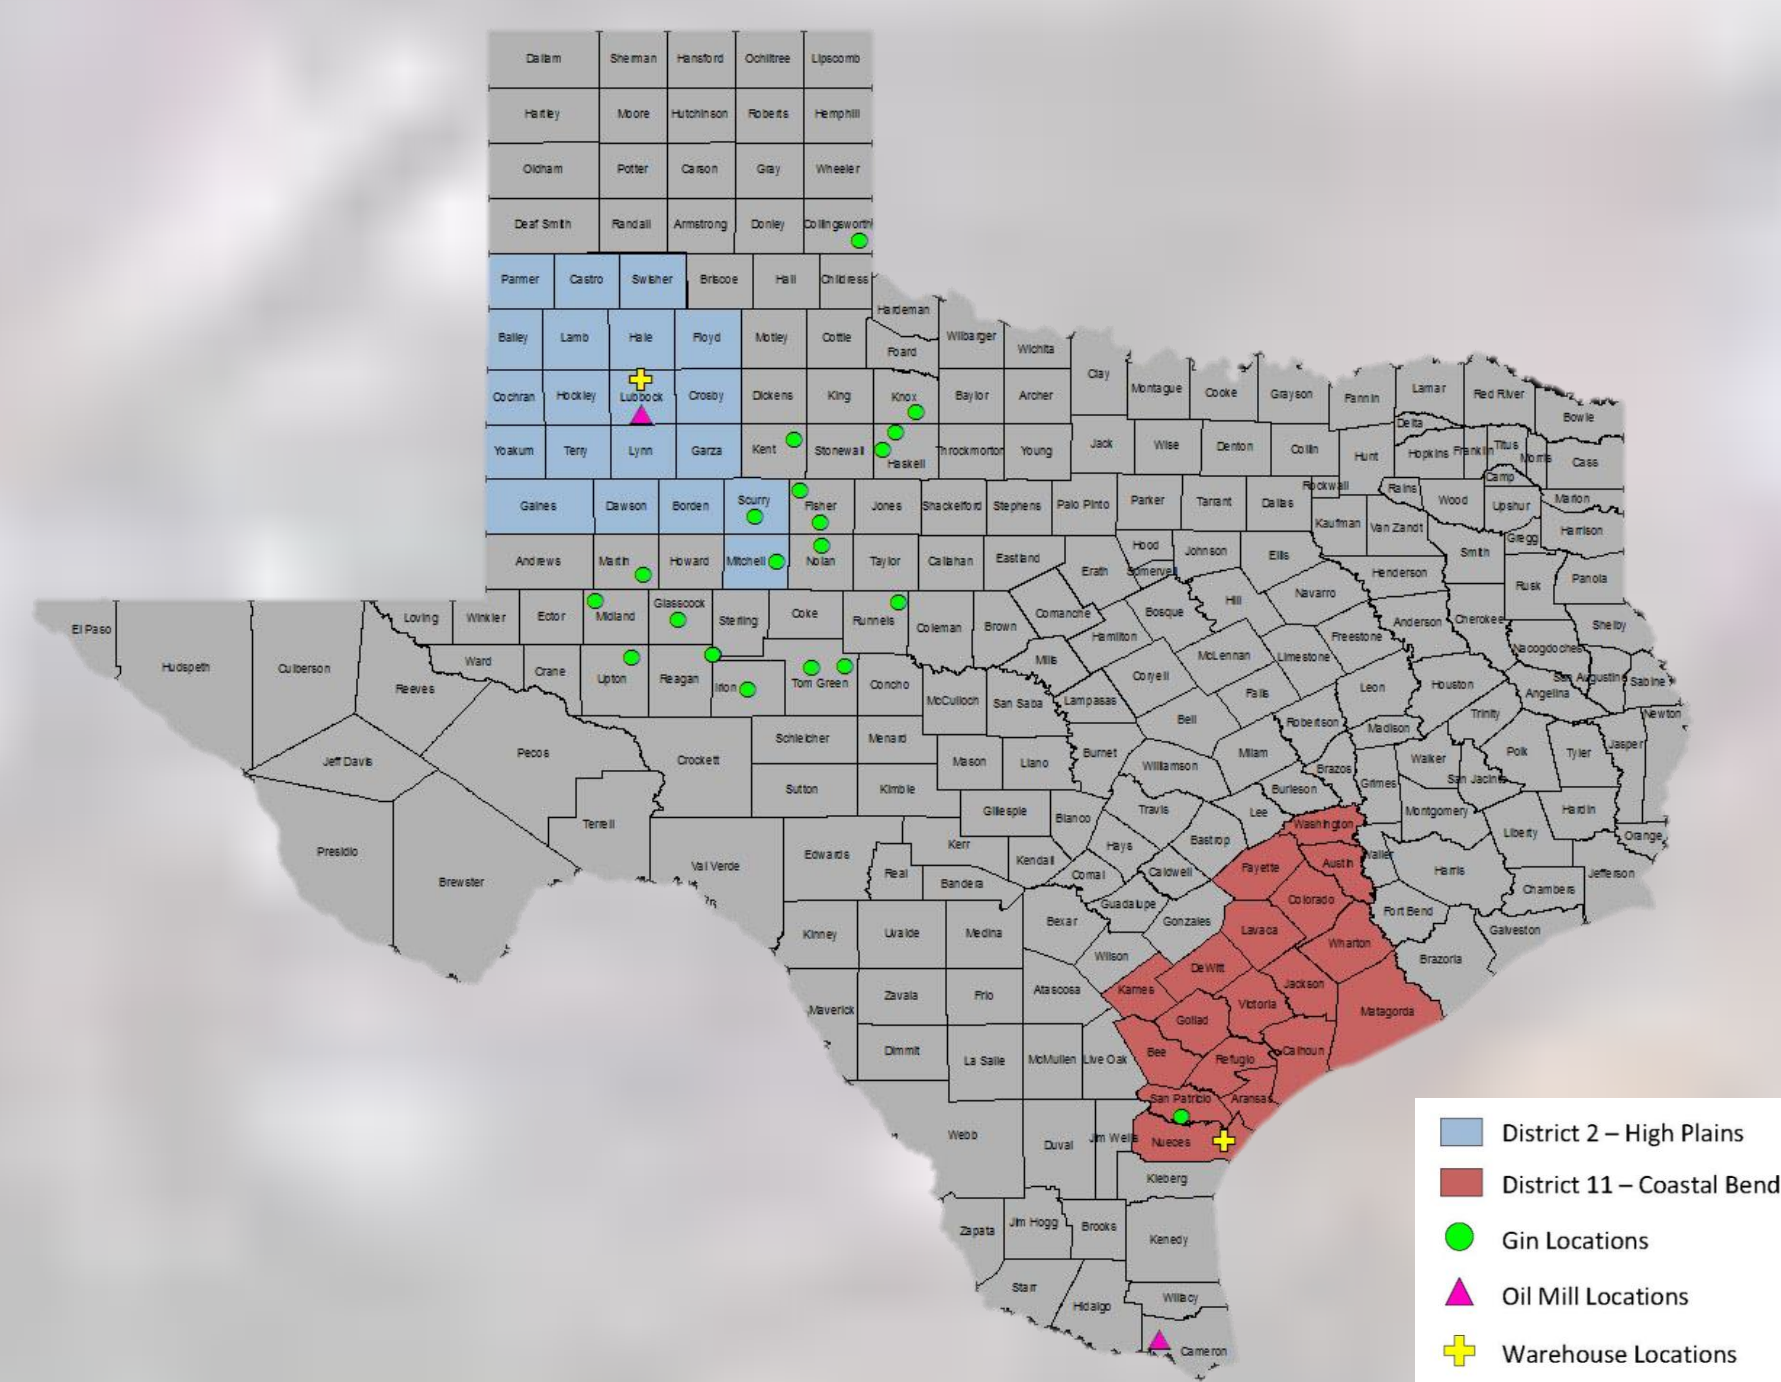 Dallam Sherman Hansford Ochiltree Lipscomb
Hartley Moore Hutchinson Roberts Hemphill
Oldham Potter Carson Gray Wheeler
Deaf Smith Randall Armstrong Donley Collingsworth
Parmer Castro Swisher Briscoe Hall Childress
Hardeman
Bailey Lamb Hale Floyd Motley Cottle Foard Wilbarger Wichita
Clay Montague Cooke Grayson Fannin Lamar Red River Bowie
Cochran Hockley Lubbock Crosby Dickens King Knox Baylor Archer
Delta
Yoakum Terry Lynn Garza Kent Stonewall Haskell Throckmorton Young Jack Wise Denton Collin Hunt Hopkins Franklin Titus Morris Cass
Camp
Gaines Dawson Borden Scurry Fisher Jones Shackelford Stephens Palo Pinto Parker Tarrant Dallas Rockwall Rains Wood Upshur Marion
Kaufman Van Zandt Gregg Harrison
Andrews Martin Howard Mitchell Nolan Taylor Callahan Eastland Erath Hood Somervell Johnson Ellis Henderson Smith Rusk Panola
El Paso Hudspeth Culberson Loving Winkler Ector Midland Glasscock Sterling Coke Runnels Coleman Brown Comanche Bosque Hill Navarro Anderson Cherokee Shelby
Hamilton Freestone Nacogdoches
Reeves Ward Crane Upton Reagan Irion Tom Green Concho Mills Coryell McLennan Limestone Leon Houston Angelina San Augustine Sabine
McCulloch San Saba Lampasas Bell Falls Robertson Madison Trinity Newton
Jeff Davis Pecos Crockett Schleicher Menard Mason Llano Burnet Williamson Milam Brazos Grimes Walker San Jacinto Polk Tyler Jasper
Sutton Kimble Burleson
Terrell Gillespie Blanco Travis Lee Washington Montgomery Liberty Hardin Orange
Presidio Brewster Val Verde Edwards Kerr Kendall Hays Bastrop Fayette Austin Waller Harris Jefferson
Real Bandera Comal Caldwell Chambers
Guadalupe Colorado Fort Bend
Kinney Uvalde Medina Bexar Gonzales Lavaca Wharton Galveston
Wilson DeWitt Brazoria
Maverick Zavala Frio Atascosa Karnes Victoria Jackson Matagorda
Goliad
Dimmit La Salle McMullen Live Oak Bee Refugio Calhoun
San Patricio Aransas
Webb Duval Jim Wells Nueces
Kleberg
Zapata Jim Hogg Brooks Kenedy
Starr Hidalgo Willacy
Cameron
District 2 – High Plains
District 11 – Coastal Bend
Gin Locations
Oil Mill Locations
Warehouse Locations